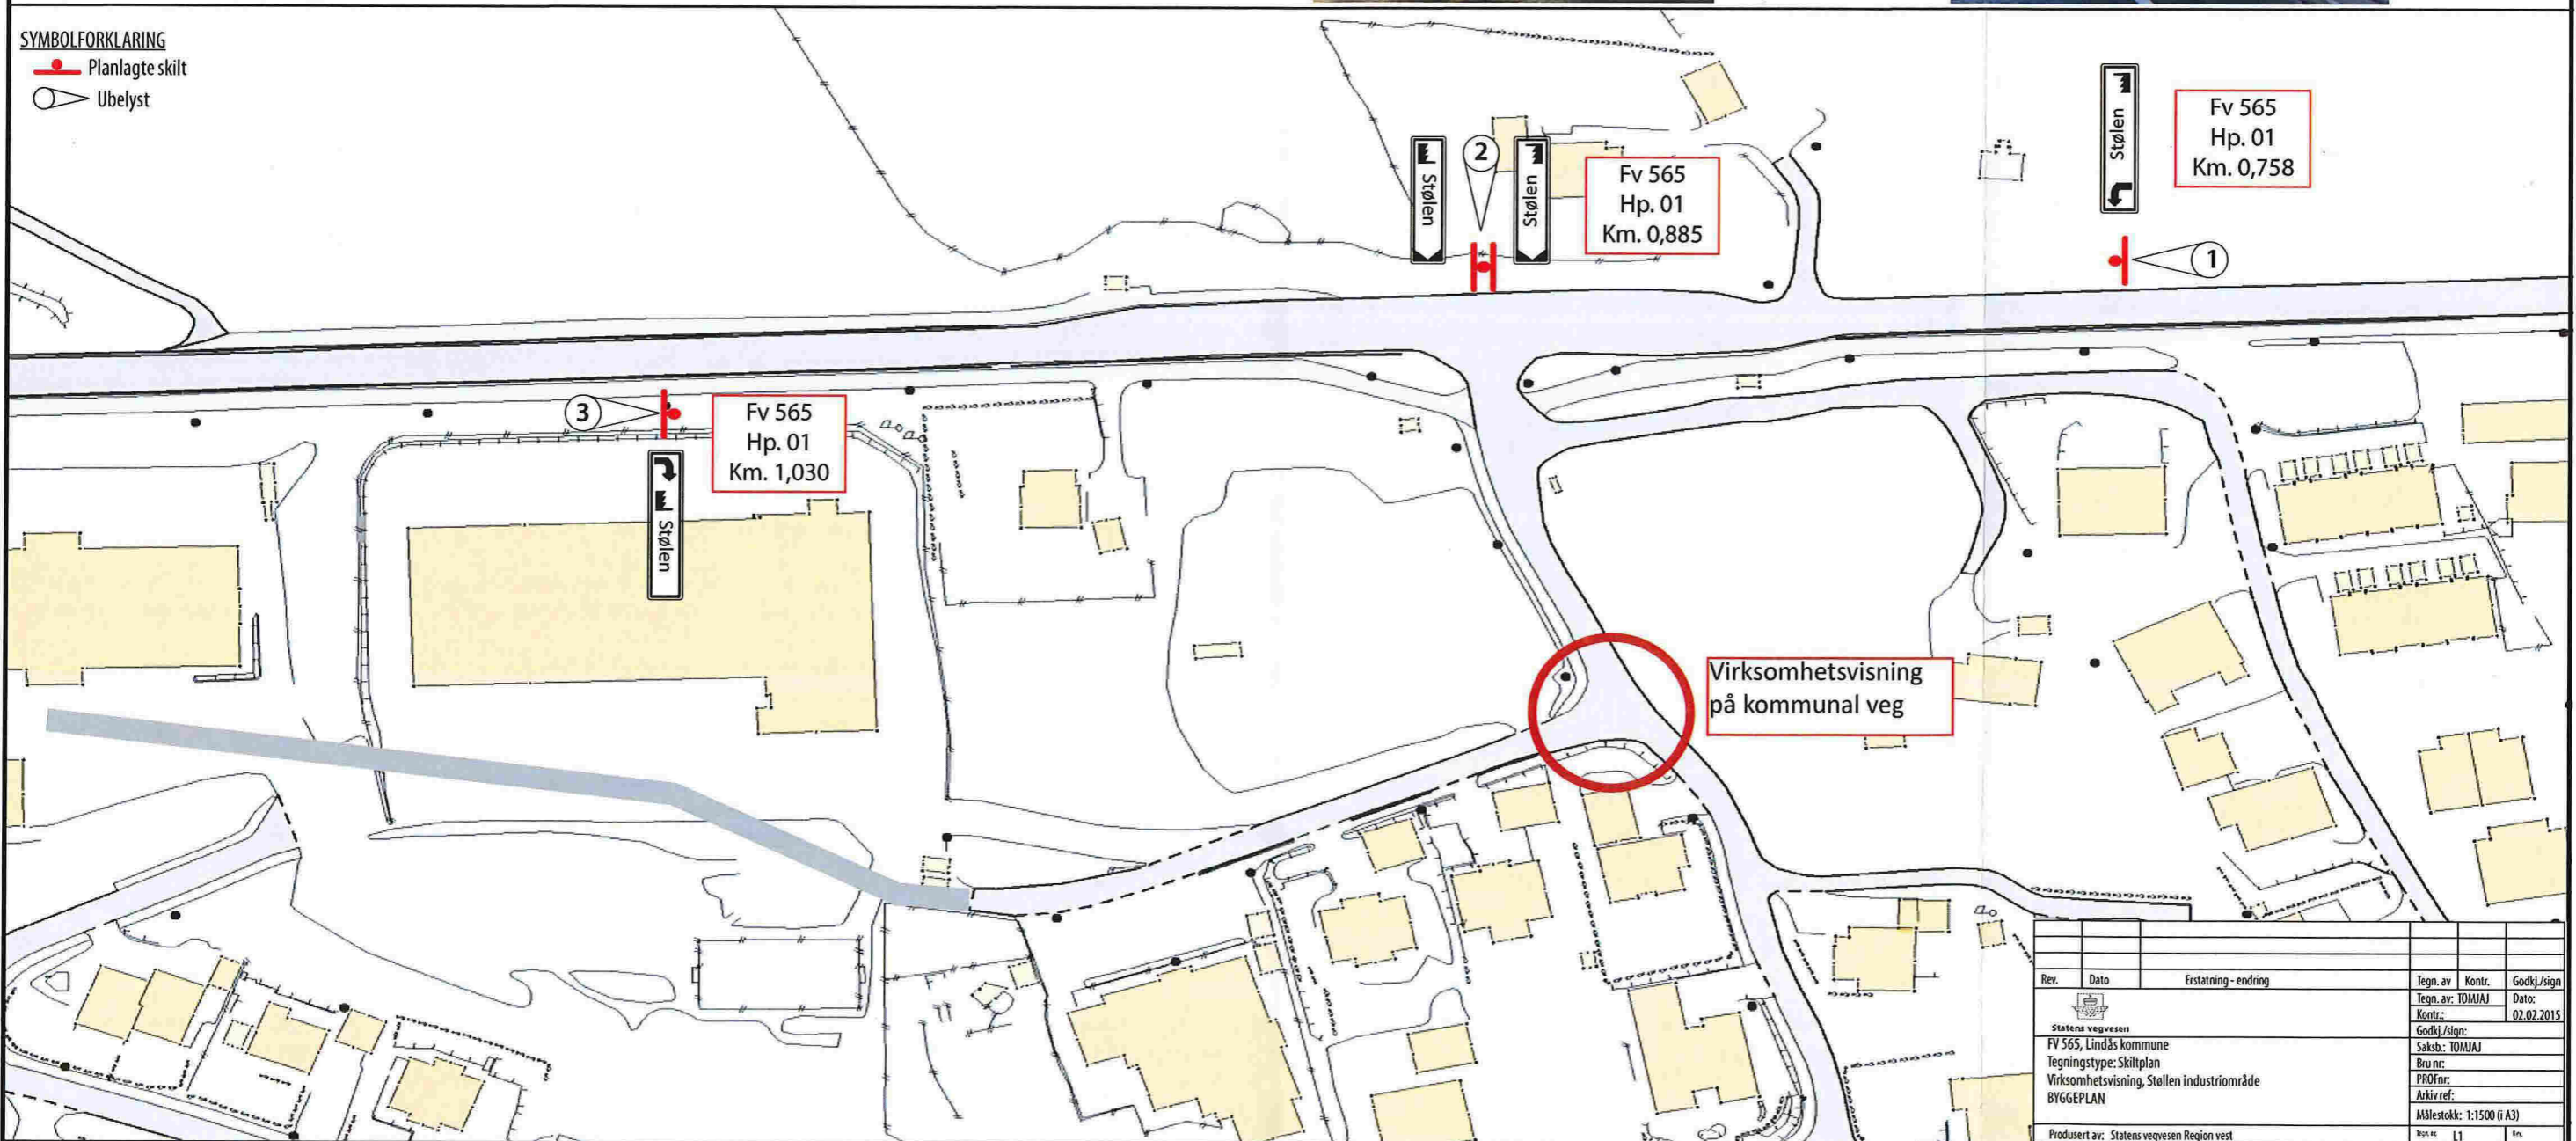 SYMBOLFORKLARING
Planlagte skilt
Ubelyst
Stølen
2
Stølen
Fv 565
Hp. 01
Km. 0,885
Stølen
Fv 565
Hp. 01
Km. 0,758
1
3
Fv 565
Hp. 01
Km. 1,030
Stølen
Virksomhetsvisning
på kommunal veg
Rev. Dato Erstatning - endring Tegn. av Kontr. Godkj./sign
Statens vegvesen
FV 565, Lindås kommune
Tegningstype: Skiltplan
Virksomhetsvisning, Støllen industriområde
BYGGEPLAN
Produsert av: Statens vegvesen Region vest
Tegn. av: TOMJAJ Dato:
Kontr.: 02.02.2015
Godkj./sign:
Saksb.: TOMJAJ
Bru nr:
PROFnr:
Arkiv ref:
Målestokk: 1:1500 (i A3)
L1